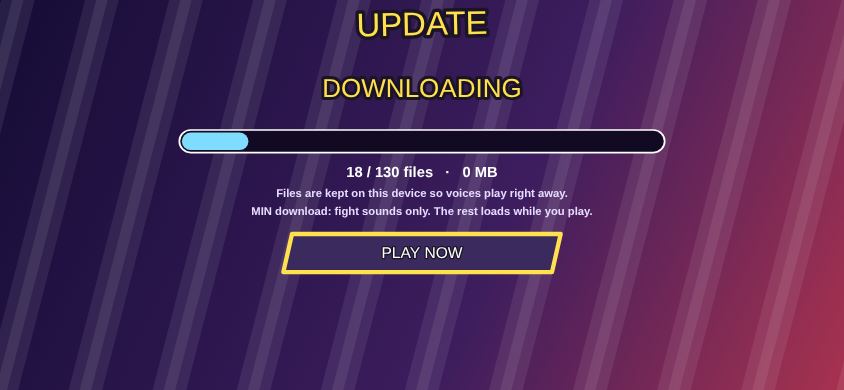 UPDATE
DOWNLOADING
18 / 130 files · 0 MB
Files are kept on this device so voices play right away.
MIN download: fight sounds only. The rest loads while you play.
PLAY NOW